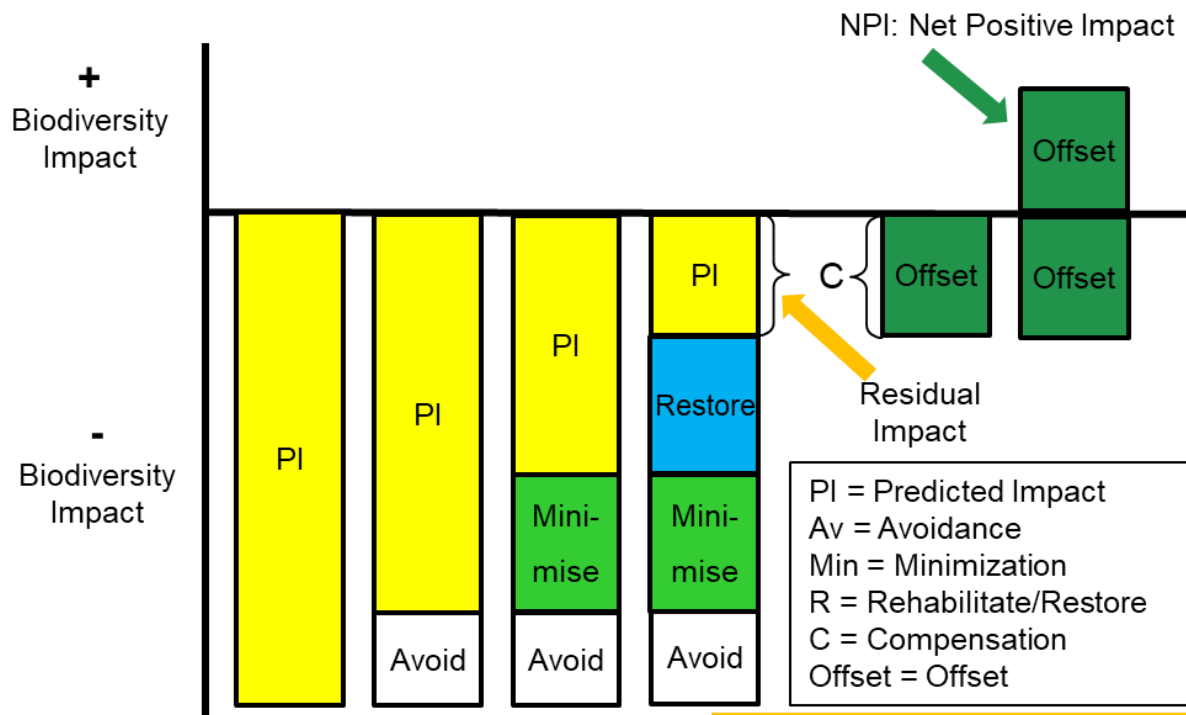 NPI: Net Positive Impact
+
Biodiversity
Impact
Offset
PI
C
Offset
Offset
PI
Restore
Residual
Impact
PI
-
Biodiversity
Impact
PI
Mini-
mise
Mini-
mise
Avoid
Avoid
Avoid
PI = Predicted Impact
Av = Avoidance
Min = Minimization
R = Rehabilitate/Restore
C = Compensation
Offset = Offset